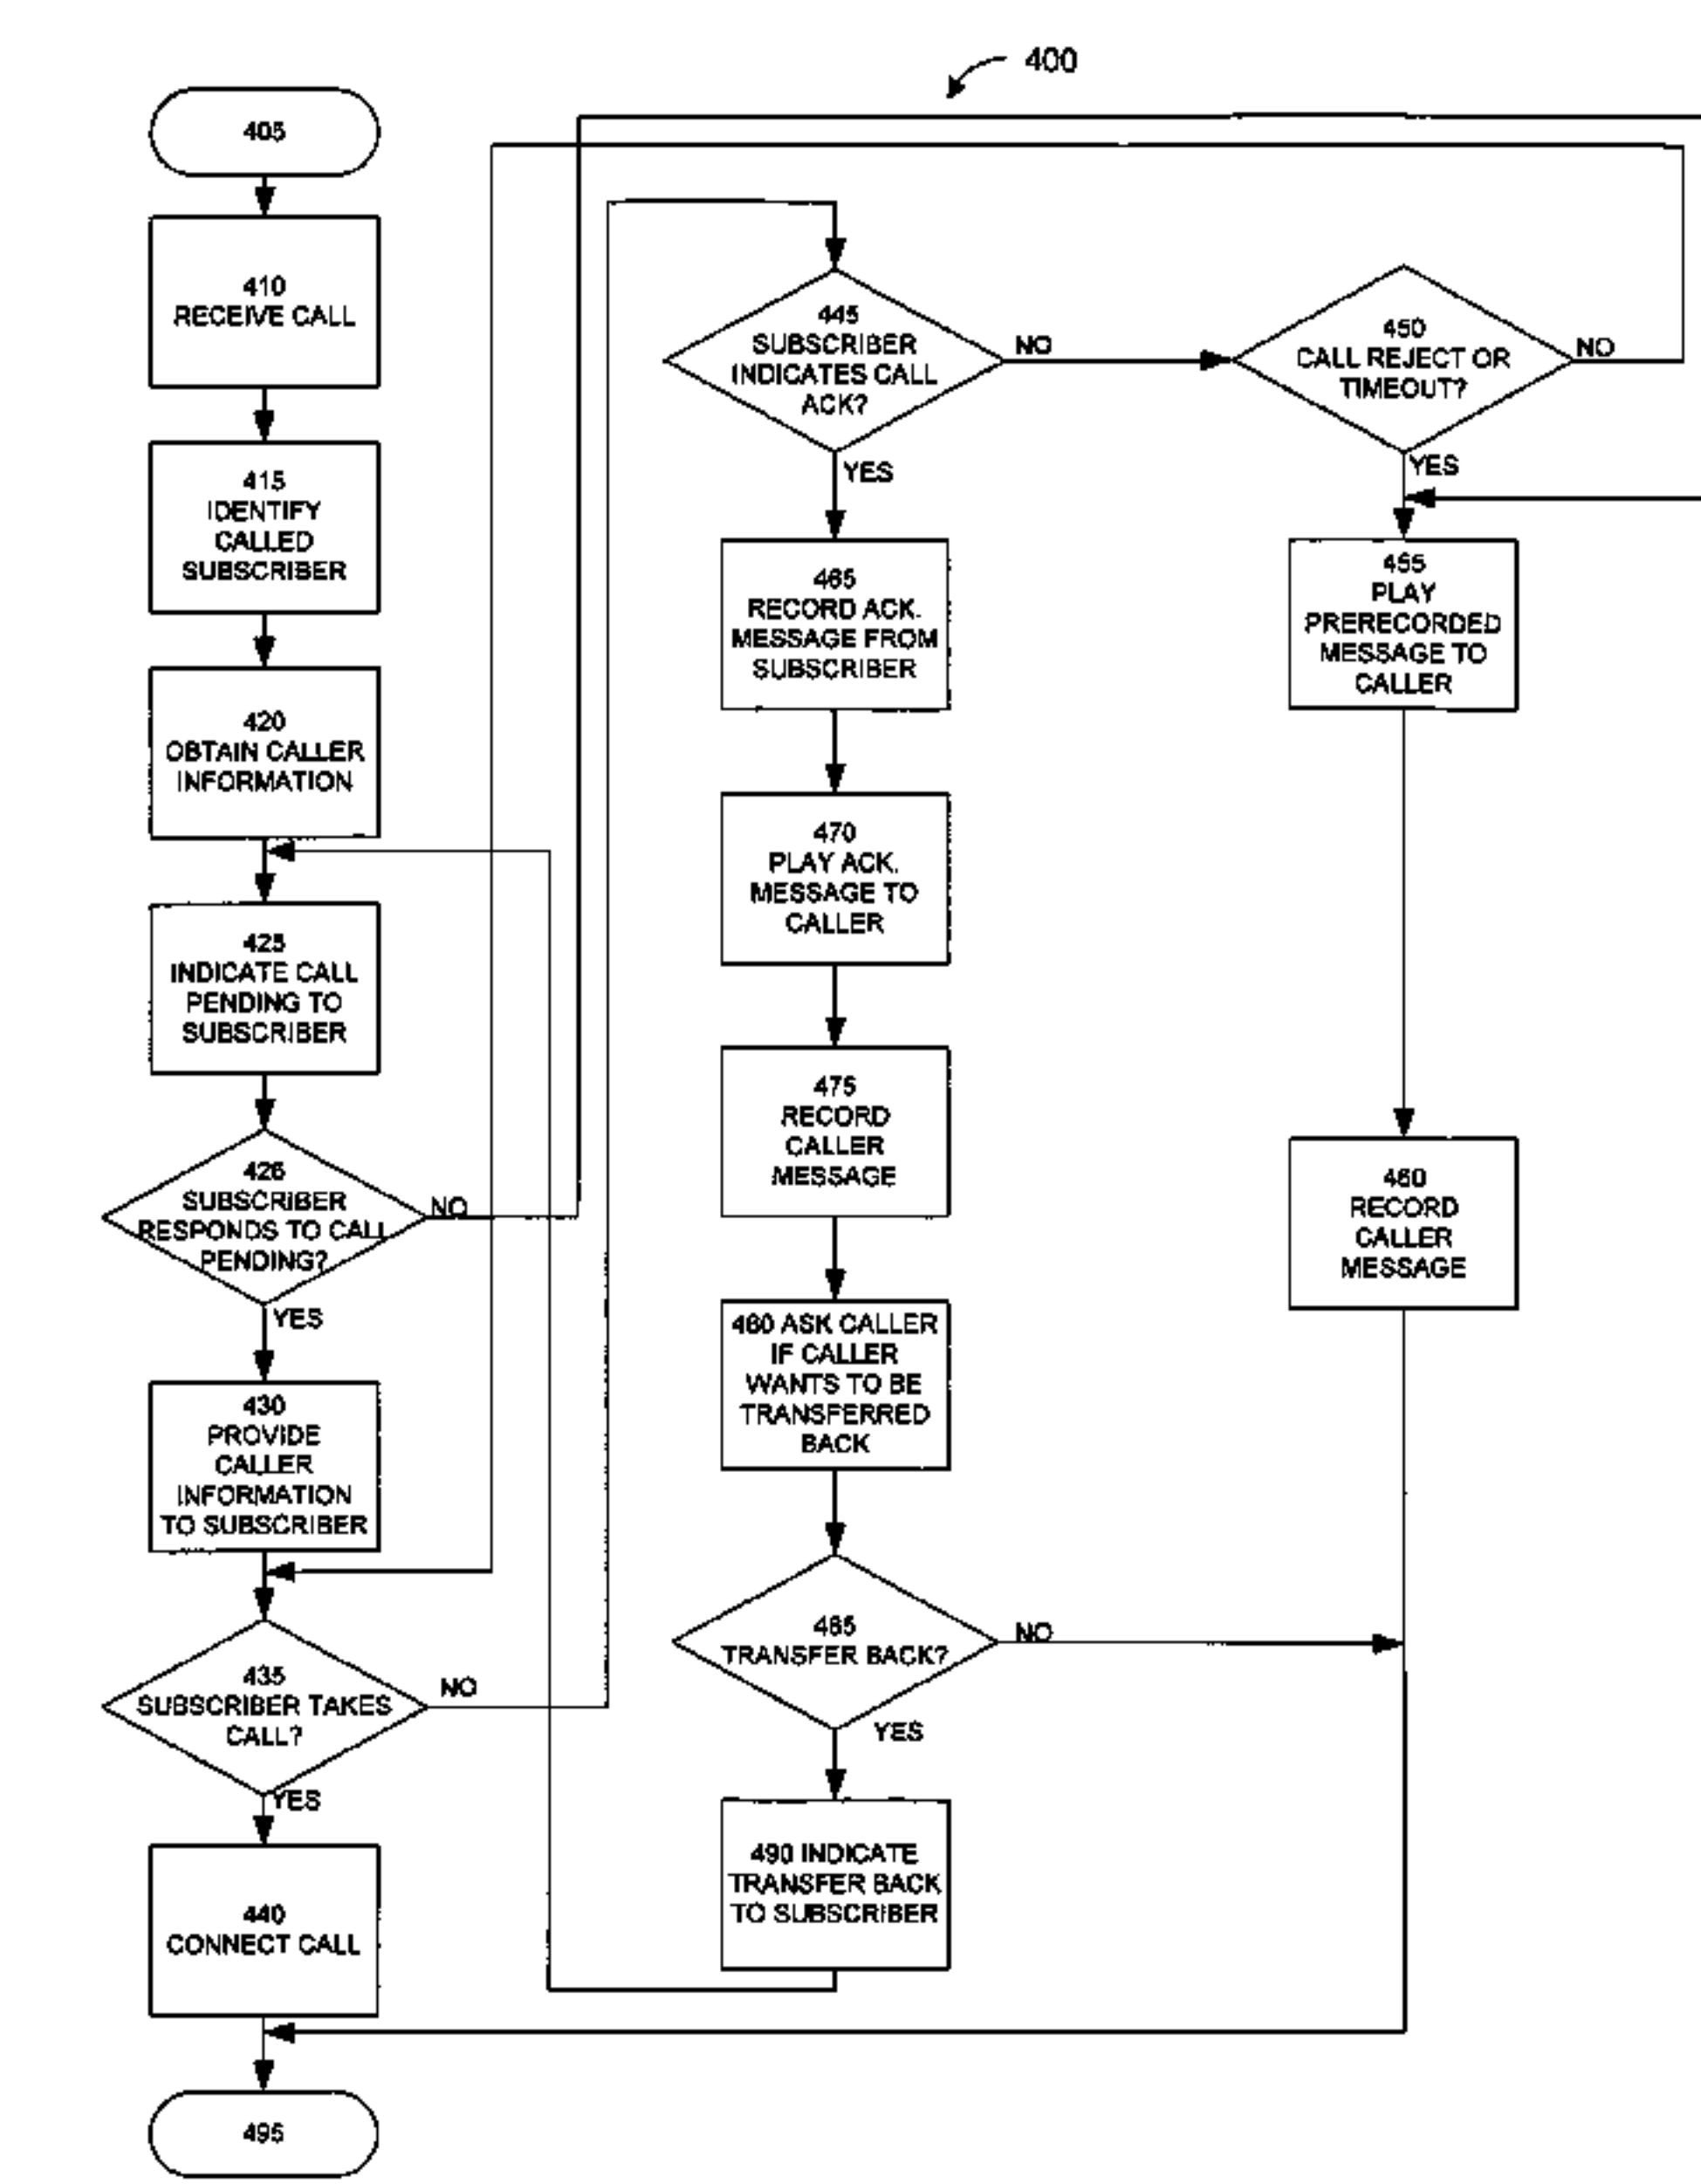 400
405
410
RECEIVE CALL
415
IDENTIFY
CALLED
SUBSCRIBER
420
OBTAIN CALLER
INFORMATION
425
INDICATE CALL
PENDING TO
SUBSCRIBER
426
SUBSCRIBER
RESPONDS TO CALL
PENDING?
NO
YES
430
PROVIDE
CALLER
INFORMATION
TO SUBSCRIBER
435
SUBSCRIBER TAKES
CALL?
NO
YES
440
CONNECT CALL
495
445
SUBSCRIBER
INDICATES CALL
ACK?
NO
YES
465
RECORD ACK.
MESSAGE FROM
SUBSCRIBER
470
PLAY ACK.
MESSAGE TO
CALLER
475
RECORD
CALLER
MESSAGE
480 ASK CALLER
IF CALLER
WANTS TO BE
TRANSFERRED
BACK
485
TRANSFER BACK?
NO
YES
490 INDICATE
TRANSFER BACK
TO SUBSCRIBER
450
CALL REJECT OR
TIMEOUT?
NO
YES
455
PLAY
PRERECORDED
MESSAGE TO
CALLER
460
RECORD
CALLER
MESSAGE